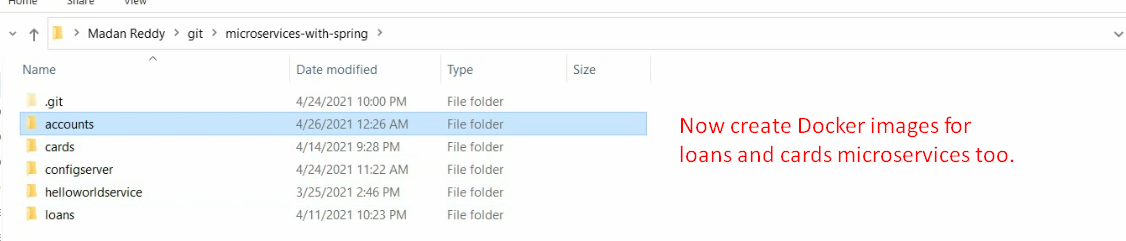 Home Share View
Madan Reddy > git > microservices-with-spring >
Name Date modified Type Size
.git 4/24/2021 10:00 PM File folder
accounts 4/26/2021 12:26 AM File folder
cards 4/14/2021 9:28 PM File folder
configserver 4/24/2021 11:22 AM File folder
helloworldservice 3/25/2021 2:46 PM File folder
loans 4/11/2021 10:23 PM File folder
Now create Docker images for
loans and cards microservices too.